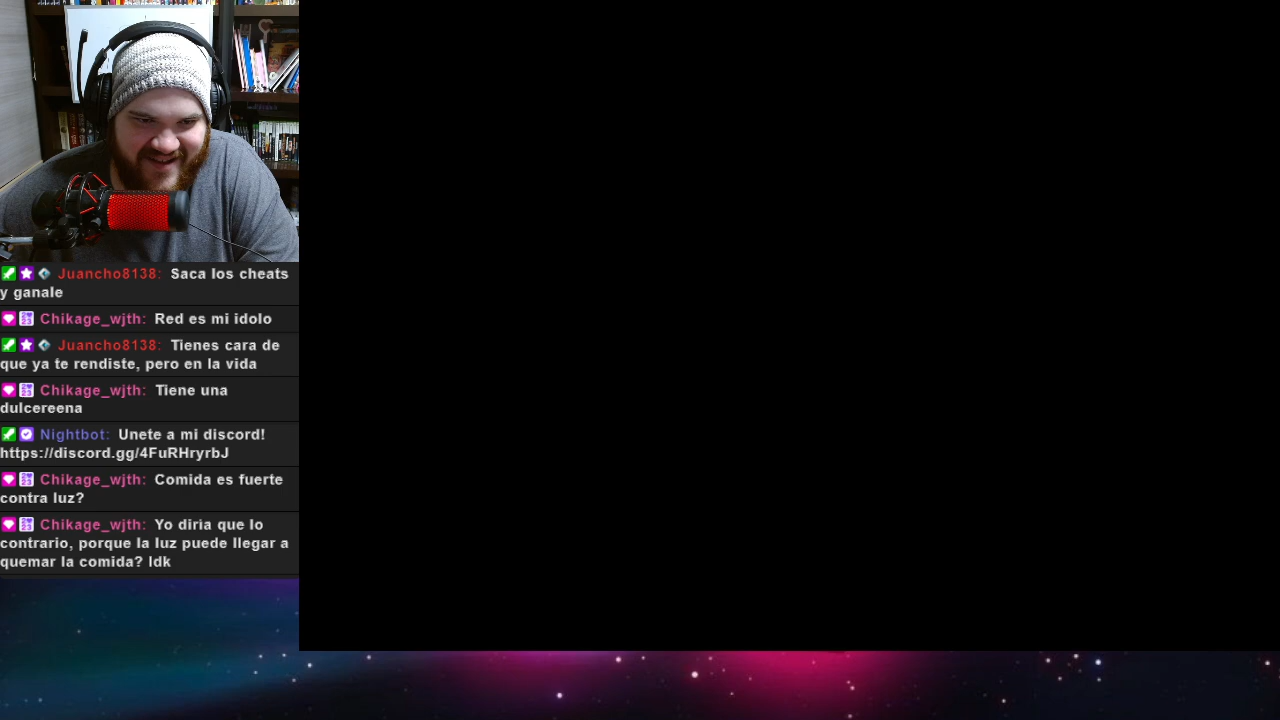 Juancho8138: Saca los cheats
y ganale
Chikage_wjth: Red es mi idolo
Juancho8138: Tienes cara de
que ya te rendiste, pero en la vida
Chikage_wjth: Tiene una
dulcereena
Nightbot: Unete a mi discord!
https://discord.gg/4FuRHryrbJ
Chikage_wjth: Comida es fuerte
contra luz?
Chikage_wjth: Yo diria que lo
contrario, porque la luz puede llegar a
quemar la comida? Idk